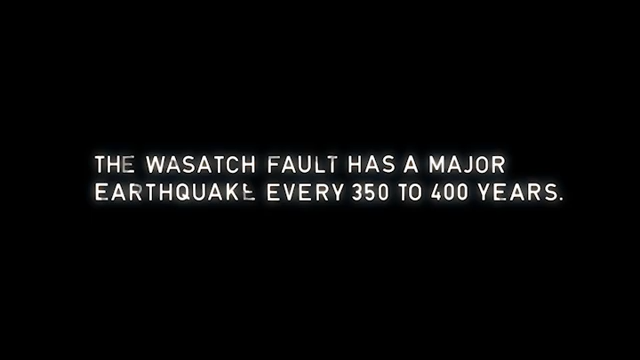 THE WASATCH FAULT HAS A MAJOR
EARTHQUAKE EVERY 350 TO 400 YEARS.